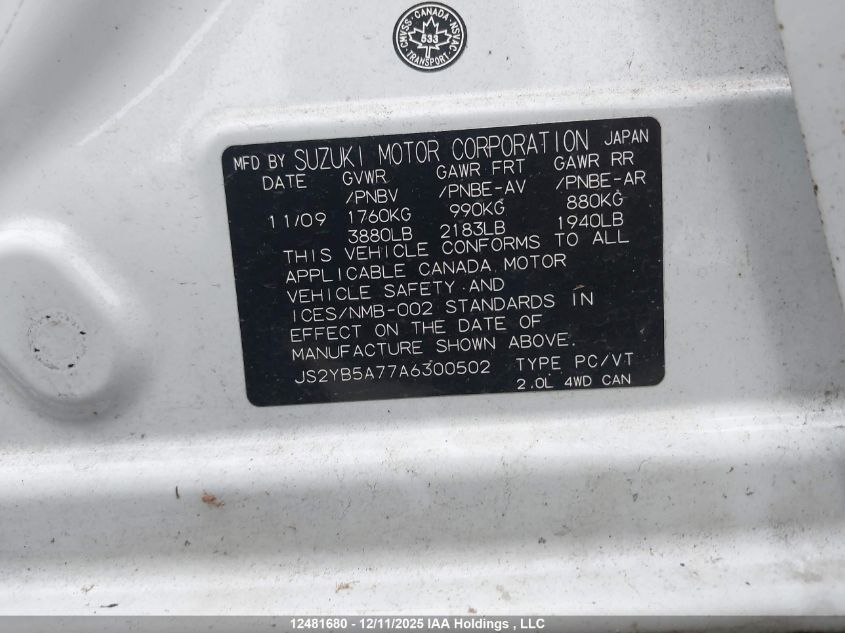 CMVSS · CANADA · NSVAC
533
TRANSPORT
MFD BY SUZUKI MOTOR CORPORATION JAPAN
DATE GVWR GAWR FRT GAWR RR
/PNBV /PNBE-AV /PNBE-AR
11/09 1760KG 990KG 880KG
3880LB 2183LB 1940LB
THIS VEHICLE CONFORMS TO ALL
APPLICABLE CANADA MOTOR
VEHICLE SAFETY AND
ICES/NMB-002 STANDARDS IN
EFFECT ON THE DATE OF
MANUFACTURE SHOWN ABOVE.
JS2YB5A77A6300502 TYPE PC/VT
2.0L 4WD CAN
12481680 - 12/11/2025 IAA Holdings , LLC